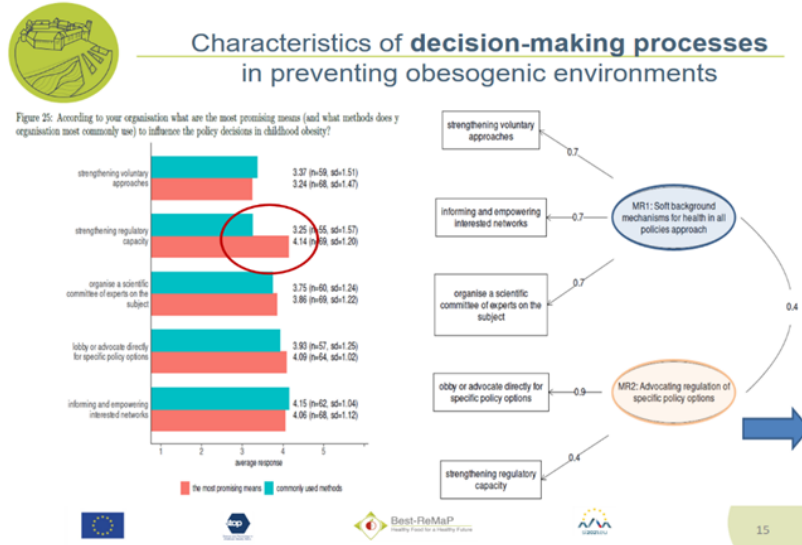 Characteristics of decision-making processes
in preventing obesogenic environments
Figure 25: According to your organisation what are the most promising means (and what methods does y
organisation most commonly use) to influence the policy decisions in childhood obesity?
strengthening voluntary
approaches
3.37 (n=59, sd=1.51)
3.24 (n=68, sd=1.47)
strengthening regulatory
capacity
3.25 (n=55, sd=1.57)
4.14 (n=69, sd=1.20)
organise a scientific
committee of experts on the
subject
3.75 (n=60, sd=1.24)
3.86 (n=69, sd=1.22)
lobby or advocate directly
for specific policy options
3.93 (n=57, sd=1.25)
4.09 (n=64, sd=1.02)
informing and empowering
interested networks
4.15 (n=62, sd=1.04)
4.06 (n=68, sd=1.12)
1 2 3 4 5
average response
the most promising means commonly used methods
strengthening voluntary
approaches
0.7
informing and empowering
interested networks
0.7
MR1: Soft background
mechanisms for health in all
policies approach
organise a scientific
committee of experts on the
subject
0.7
0.4
obby or advocate directly for
specific policy options
0.9
MR2: Advocating regulation of
specific policy options
strengthening regulatory
capacity
0.4
stop
Best-ReMaP
Healthy Food for a Healthy Future
15